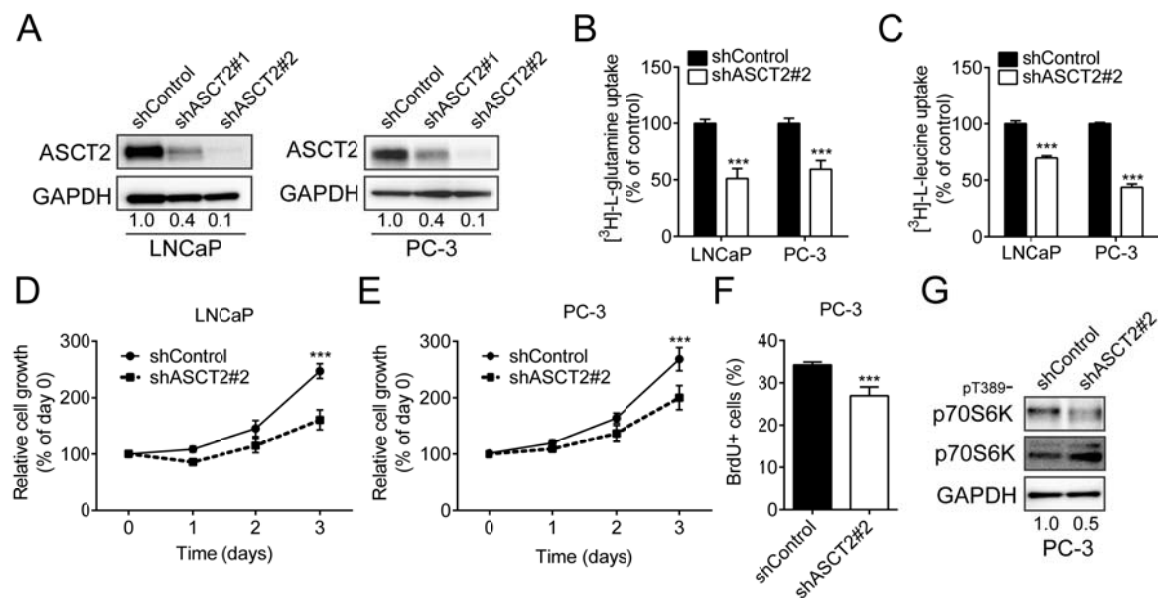 A
shControl
shASCT2#1
shASCT2#2
ASCT2
GAPDH
1.0 0.4 0.1
LNCaP
shControl
shASCT2#1
shASCT2#2
ASCT2
GAPDH
1.0 0.4 0.1
PC-3
B
shControl
shASCT2#2
[³H]-L-glutamine uptake
(% of control)
150
100
50
0
***
***
LNCaP PC-3
C
shControl
shASCT2#2
[³H]-L-leucine uptake
(% of control)
150
100
50
0
***
***
LNCaP PC-3
D
LNCaP
Relative cell growth
(% of day 0)
300
200
100
0
shControl
shASCT2#2
***
0 1 2 3
Time (days)
E
PC-3
Relative cell growth
(% of day 0)
300
200
100
0
shControl
shASCT2#2
***
0 1 2 3
Time (days)
F
PC-3
BrdU+ cells (%)
40
30
20
10
0
***
shControl
shASCT2#2
G
shControl
shASCT2#2
pT389-
p70S6K
p70S6K
GAPDH
1.0 0.5
PC-3